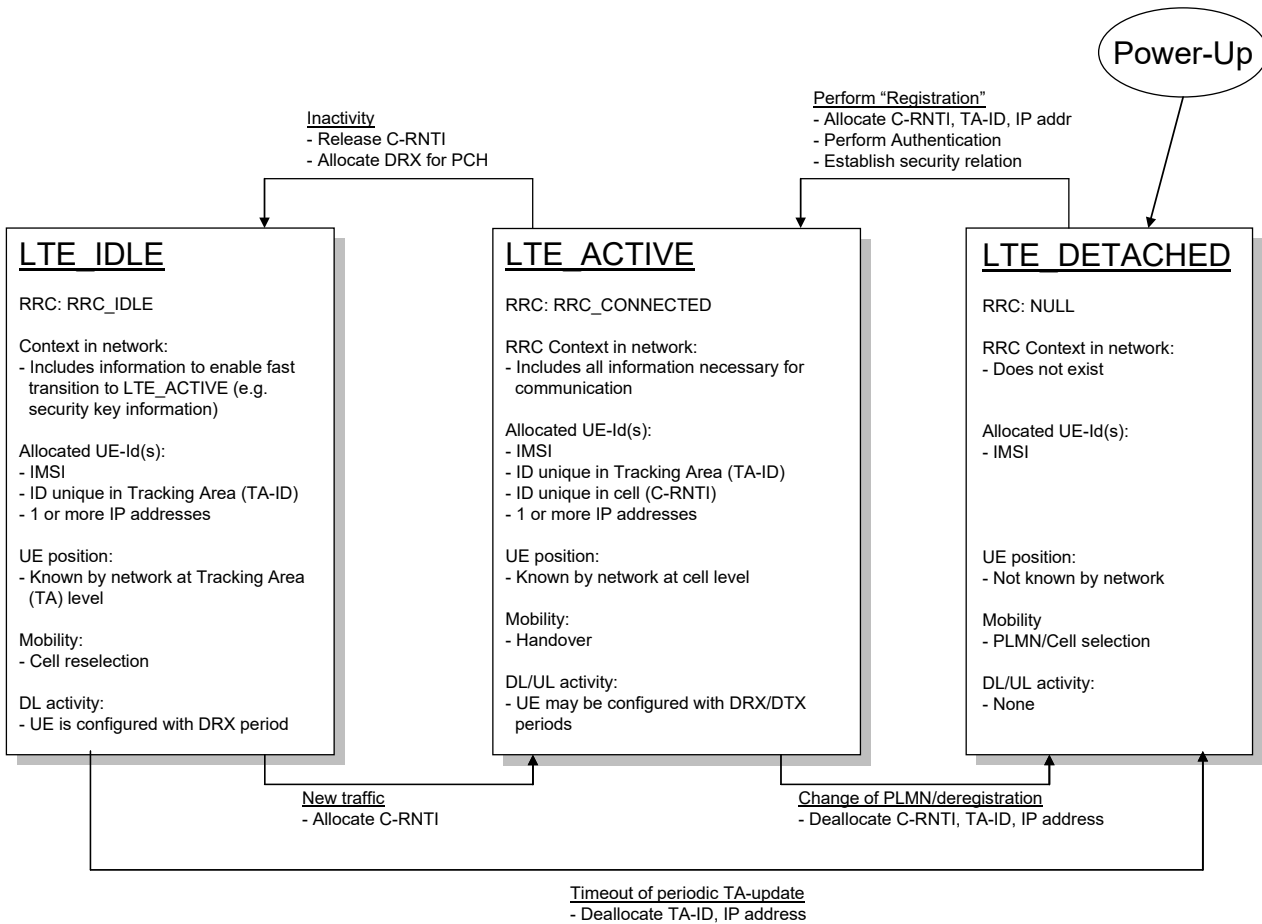 Power-Up
Inactivity
- Release C-RNTI
- Allocate DRX for PCH
Perform “Registration”
- Allocate C-RNTI, TA-ID, IP addr
- Perform Authentication
- Establish security relation
LTE_IDLE
RRC: RRC_IDLE
Context in network:
- Includes information to enable fast
transition to LTE_ACTIVE (e.g.
security key information)
Allocated UE-Id(s):
- IMSI
- ID unique in Tracking Area (TA-ID)
- 1 or more IP addresses
UE position:
- Known by network at Tracking Area
(TA) level
Mobility:
- Cell reselection
DL activity:
- UE is configured with DRX period
LTE_ACTIVE
RRC: RRC_CONNECTED
RRC Context in network:
- Includes all information necessary for
communication
Allocated UE-Id(s):
- IMSI
- ID unique in Tracking Area (TA-ID)
- ID unique in cell (C-RNTI)
- 1 or more IP addresses
UE position:
- Known by network at cell level
Mobility:
- Handover
DL/UL activity:
- UE may be configured with DRX/DTX
periods
LTE_DETACHED
RRC: NULL
RRC Context in network:
- Does not exist
Allocated UE-Id(s):
- IMSI
UE position:
- Not known by network
Mobility
- PLMN/Cell selection
DL/UL activity:
- None
New traffic
- Allocate C-RNTI
Change of PLMN/deregistration
- Deallocate C-RNTI, TA-ID, IP address
Timeout of periodic TA-update
- Deallocate TA-ID, IP address